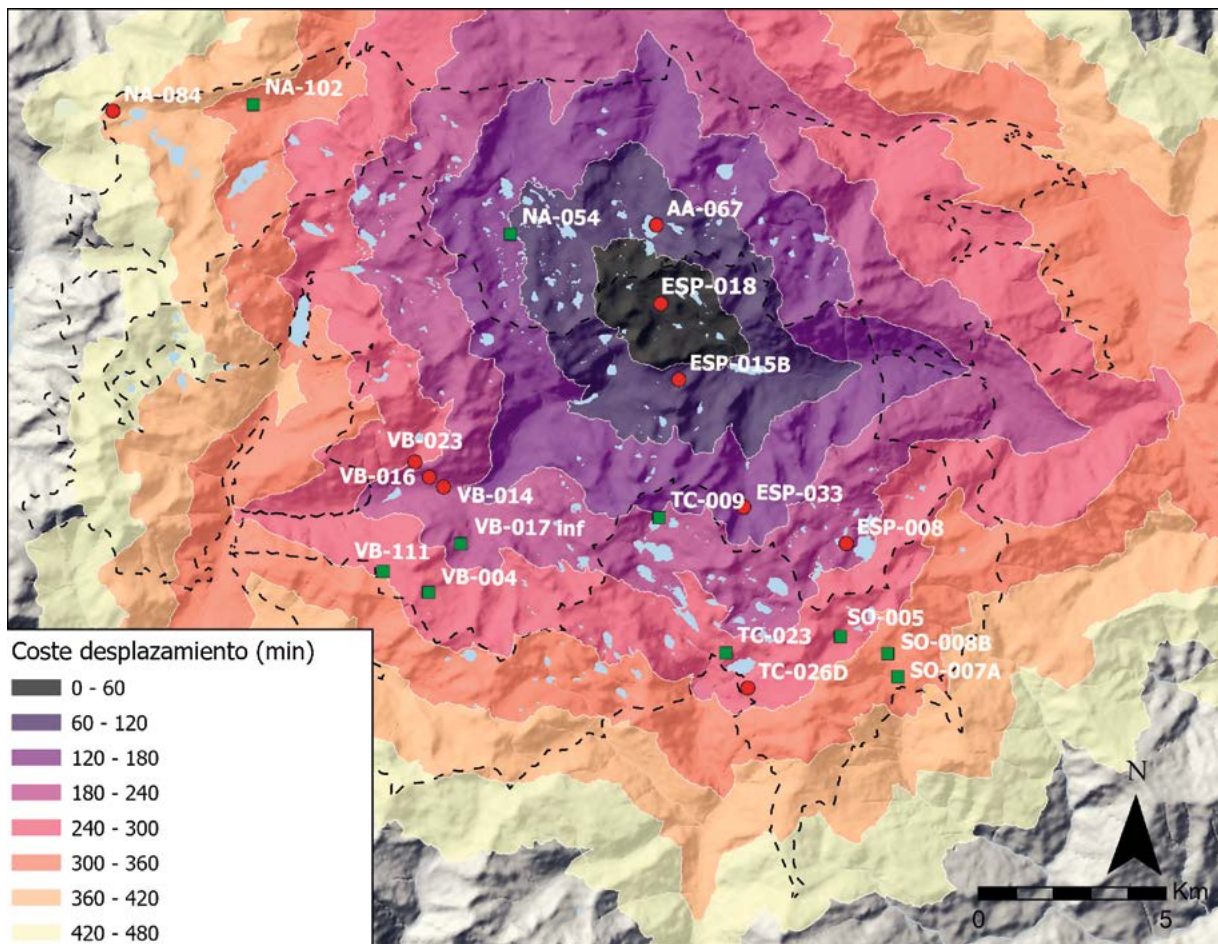 NA-084
NA-102
NA-054
AA-067
ESP-018
ESP-015B
VB-023
VB-016
VB-014
TC-009
ESP-033
VB-017 inf
ESP-008
VB-111
VB-004
SO-005
TC-023
SO-008B
TC-026D
SO-007A
Coste desplazamiento (min)
0 - 60
60 - 120
120 - 180
180 - 240
240 - 300
300 - 360
360 - 420
420 - 480
N
Km
0 5